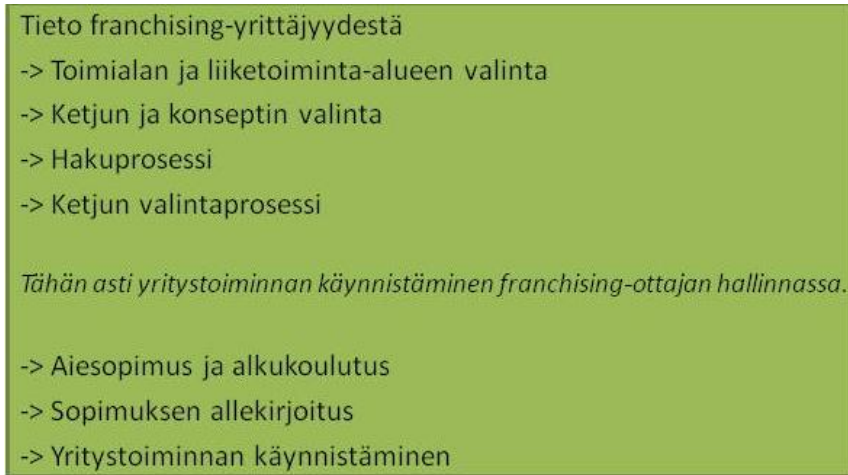 Tieto franchising-yrittäjyydestä
-> Toimialan ja liiketoiminta-alueen valinta
-> Ketjun ja konseptin valinta
-> Hakuprosessi
-> Ketjun valintaprosessi
Tähän asti yritystoiminnan käynnistäminen franchising-ottajan hallinnassa.
-> Aiesopimus ja alkukoulutus
-> Sopimuksen allekirjoitus
-> Yritystoiminnan käynnistäminen